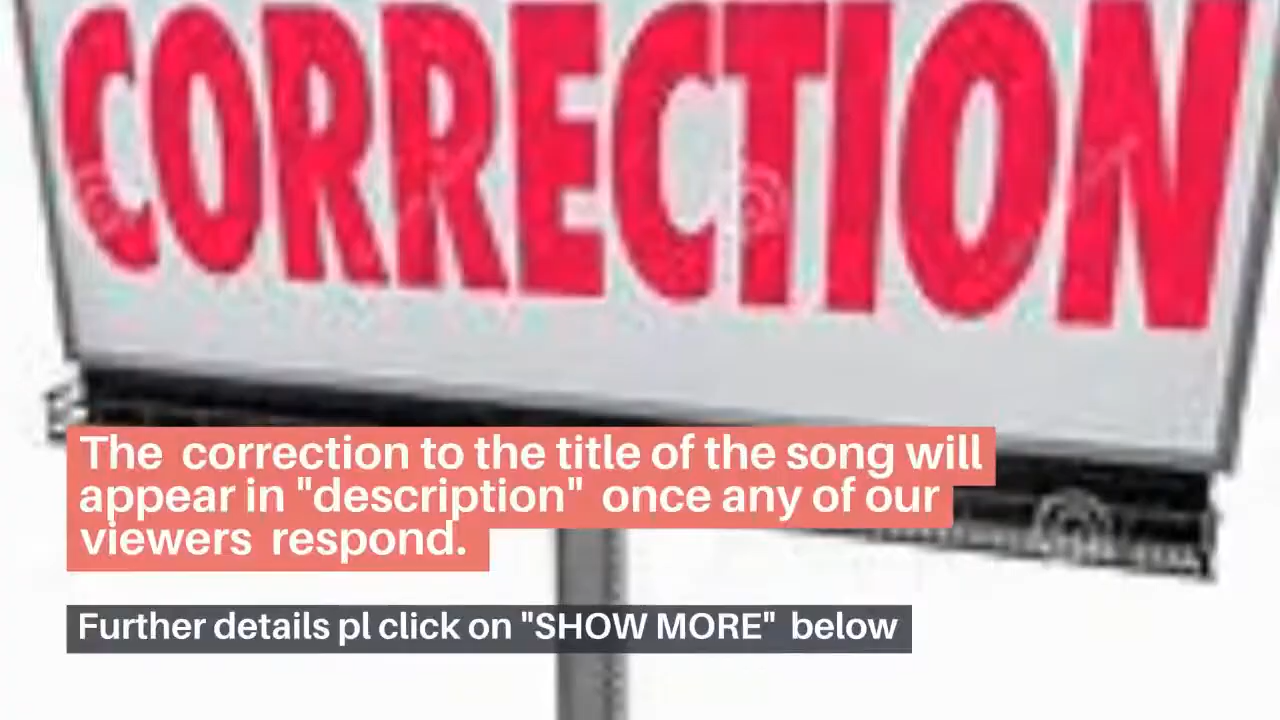 CORRECTION
The correction to the title of the song will
appear in "description" once any of our
viewers respond.
Further details pl click on "SHOW MORE" below